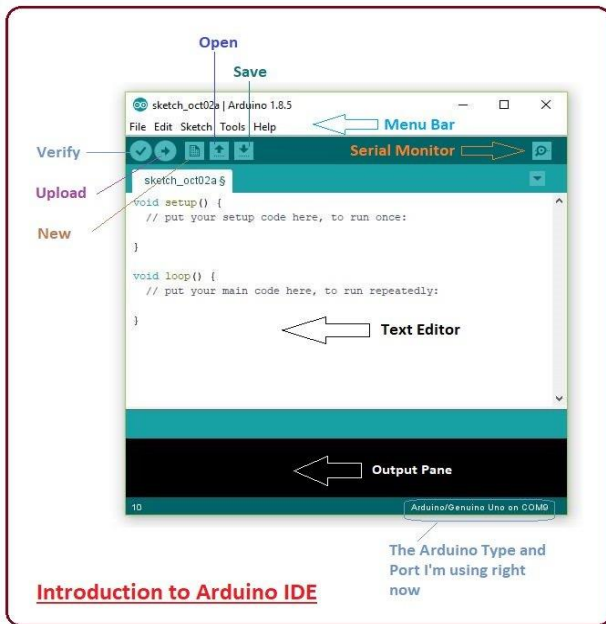 Open
Save
sketch_oct02a | Arduino 1.8.5
File Edit Sketch Tools Help
Menu Bar
Verify
Serial Monitor
Upload
sketch_oct02a §
New
void setup() {
// put your setup code here, to run once:
}
void loop() {
// put your main code here, to run repeatedly:
}
Text Editor
Output Pane
10
Arduino/Genuino Uno on COM9
The Arduino Type and
Port I'm using right
now
Introduction to Arduino IDE